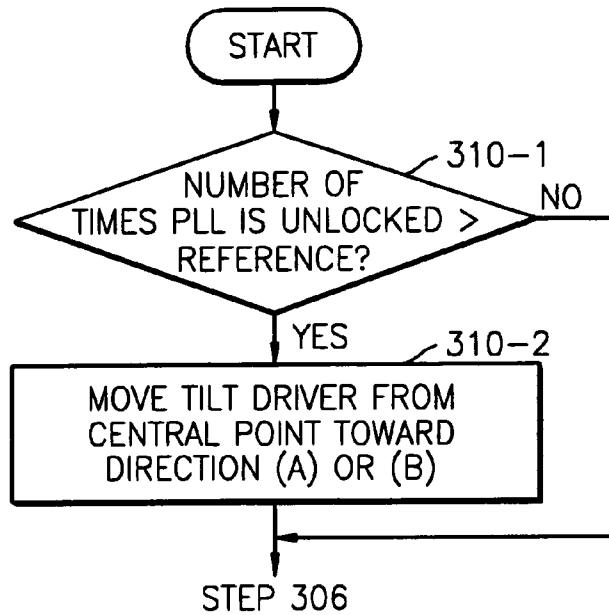 START
310-1
NUMBER OF
TIMES PLL IS UNLOCKED >
REFERENCE?
NO
YES
310-2
MOVE TILT DRIVER FROM
CENTRAL POINT TOWARD
DIRECTION (A) OR (B)
STEP 306